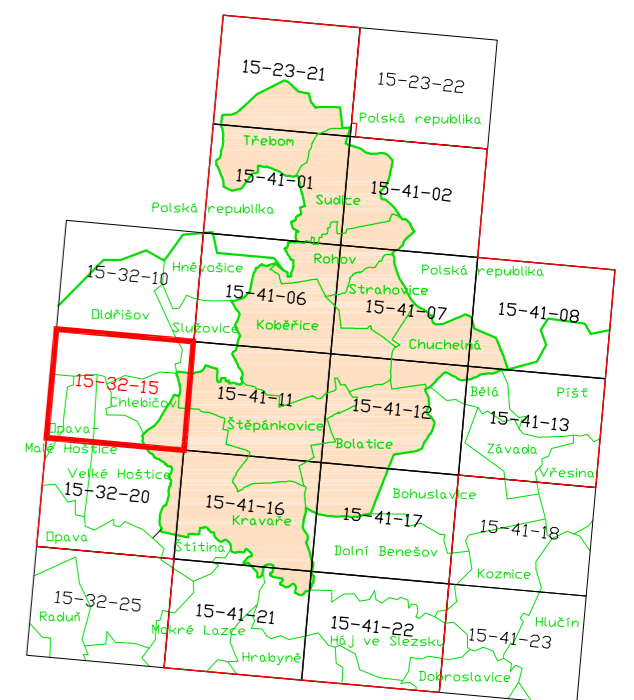 15-23-21
15-23-22
Polská republika
Třebom
15-41-01
15-41-02
Sudice
Polská republika
Rohov
Hněvošice
Polská republika
15-32-10
Strahovice
15-41-06
15-41-07
15-41-08
Oldřišov
Služovice
Kobeřice
Chuchelná
15-32-15
Chlebičov
15-41-11
15-41-12
Bělá
Píšť
15-41-13
Opava-
Malé Hoštice
Štěpánkovice
Bolatice
Závada
Velké Hoštice
Vřesina
15-32-20
15-41-16
Bohuslavice
Kravaře
15-41-17
15-41-18
Opava
Štítina
Dolní Benešov
Kozmice
15-32-25
15-41-21
Raduň
Mokré Lazce
15-41-22
Háj ve Slezsku
15-41-23
Hlučín
Hrabyně
Dobroslavice